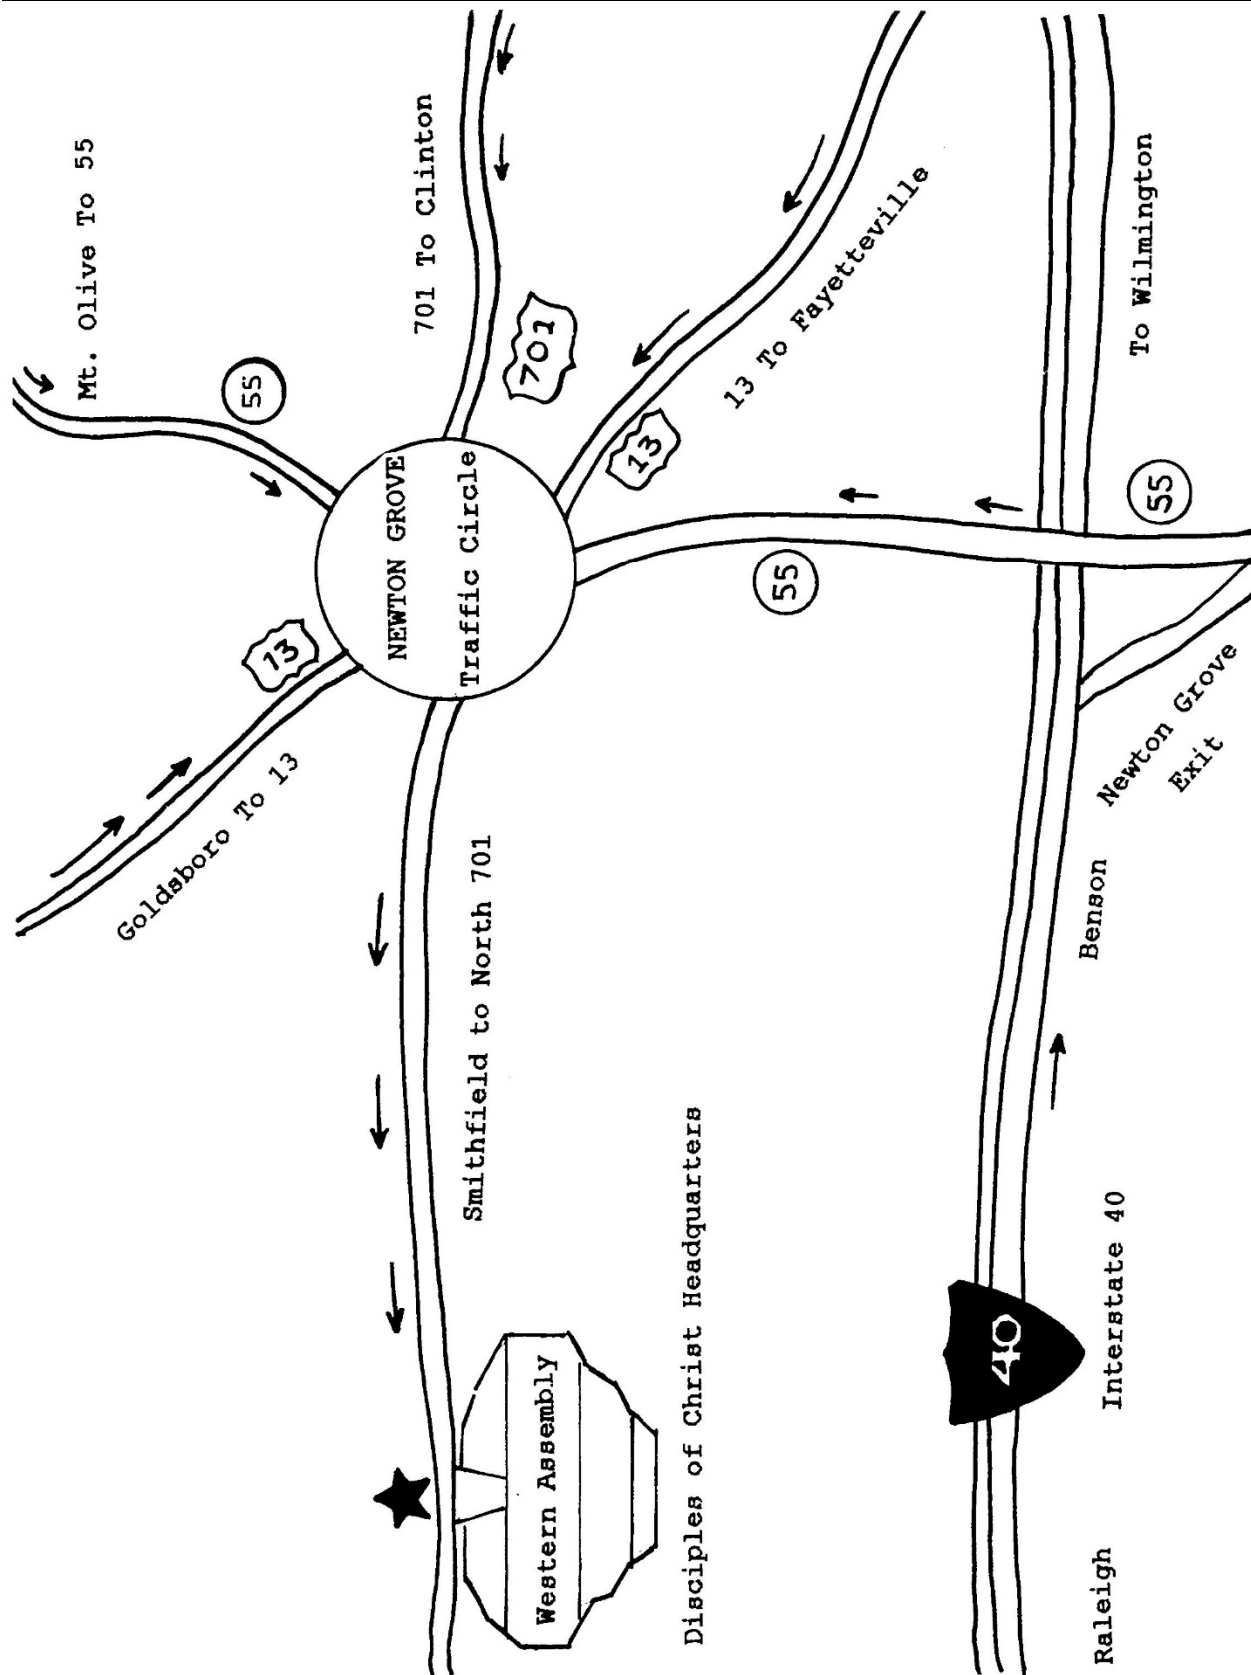 Mt. Olive To 55
55
701 To Clinton
701
13 To Fayetteville
13
To Wilmington
55
55
NEWTON GROVE
Traffic Circle
13
Goldsboro To 13
Newton Grove
Exit
Smithfield to North 701
Benson
Western Assembly
Disciples of Christ Headquarters
40
Interstate 40
Raleigh